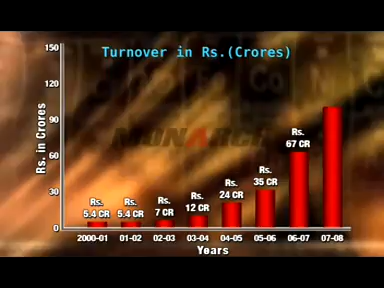 Turnover in Rs.(Crores)
Rs. in Crores
150
120
90
60
30
0
Rs.
5.4 CR
Rs.
5.4 CR
Rs.
7 CR
Rs.
12 CR
Rs.
24 CR
Rs.
35 CR
Rs.
67 CR
MONARCH
2000-01 01-02 02-03 03-04 04-05 05-06 06-07 07-08
Years